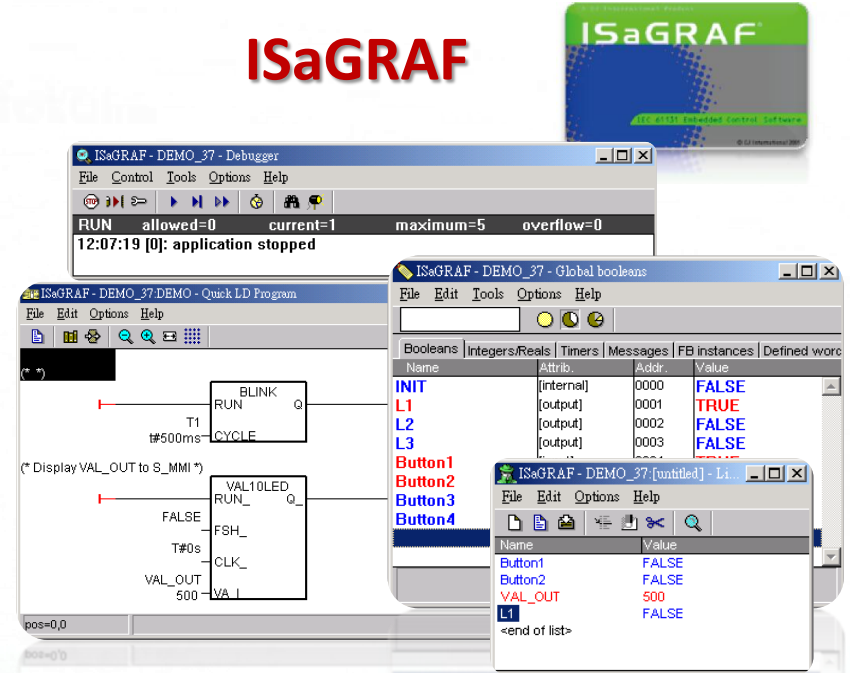 ISaGRAF
ISaGRAF
IEC 61131 Embedded Control Software
ISaGRAF - DEMO_37 - Debugger
File Control Tools Options Help
STOP
RUN allowed=0 current=1 maximum=5 overflow=0
12:07:19 [0]: application stopped
ISaGRAF - DEMO_37:DEMO - Quick LD Program
File Edit Options Help
(* *)
BLINK
RUN Q
T1
t#500ms CYCLE
(* Display VAL_OUT to S_MMI *)
VAL10LED
RUN_ Q_
FALSE
FSH_
T#0s
CLK_
VAL_OUT
500
pos=0,0
ISaGRAF - DEMO_37 - Global booleans
File Edit Tools Options Help
Booleans Integers/Reals Timers Messages FB instances Defined word
Name Attrib. Addr. Value
INIT [internal] 0000 FALSE
L1 [output] 0001 TRUE
L2 [output] 0002 FALSE
L3 [output] 0003 FALSE
Button1
Button2
Button3
Button4
ISaGRAF - DEMO_37:[untitled] - Li...
File Edit Options Help
Name Value
Button1 FALSE
Button2 FALSE
VAL_OUT 500
L1 FALSE
<end of list>